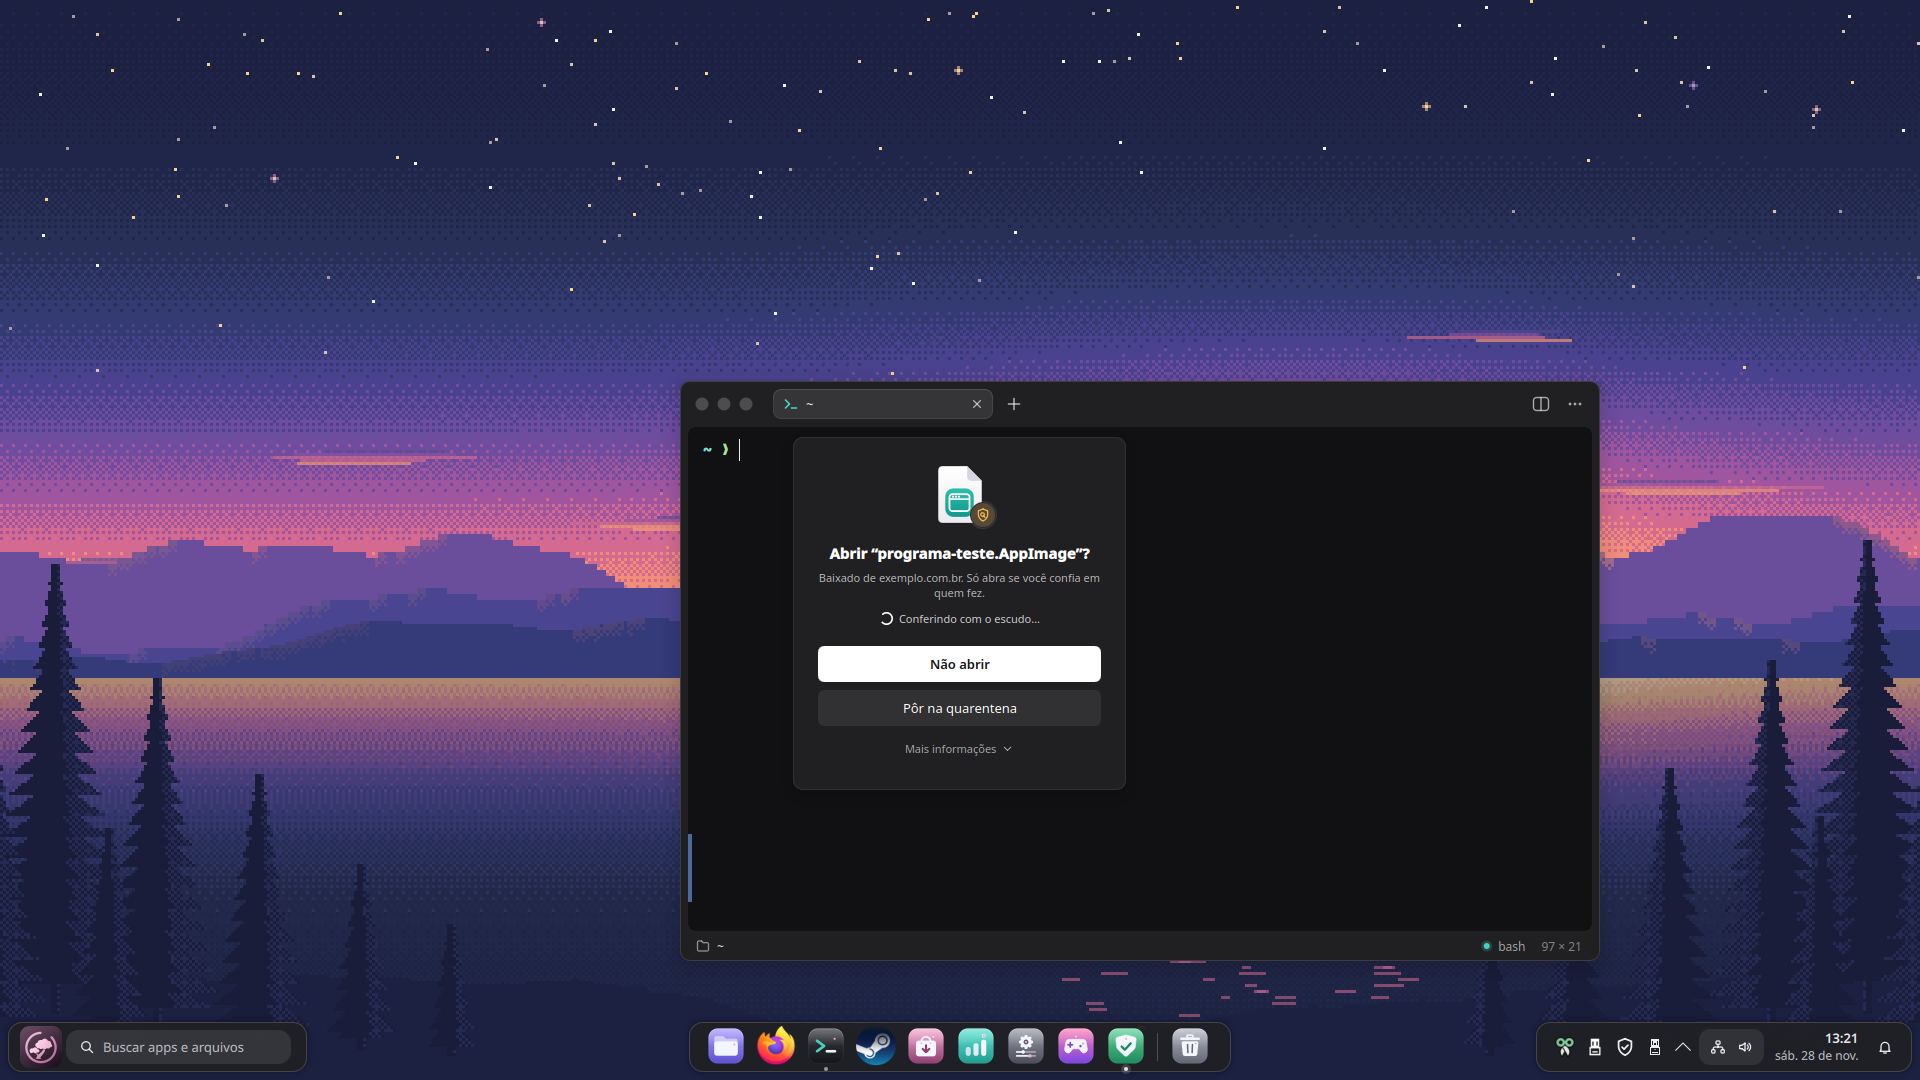 ~
~ ❯
Abrir “programa-teste.AppImage”?
Baixado de exemplo.com.br. Só abra se você confia em
quem fez.
Conferindo com o escudo...
Não abrir
Pôr na quarentena
Mais informações
~
bash
97 × 21
Buscar apps e arquivos
13:21
sáb. 28 de nov.